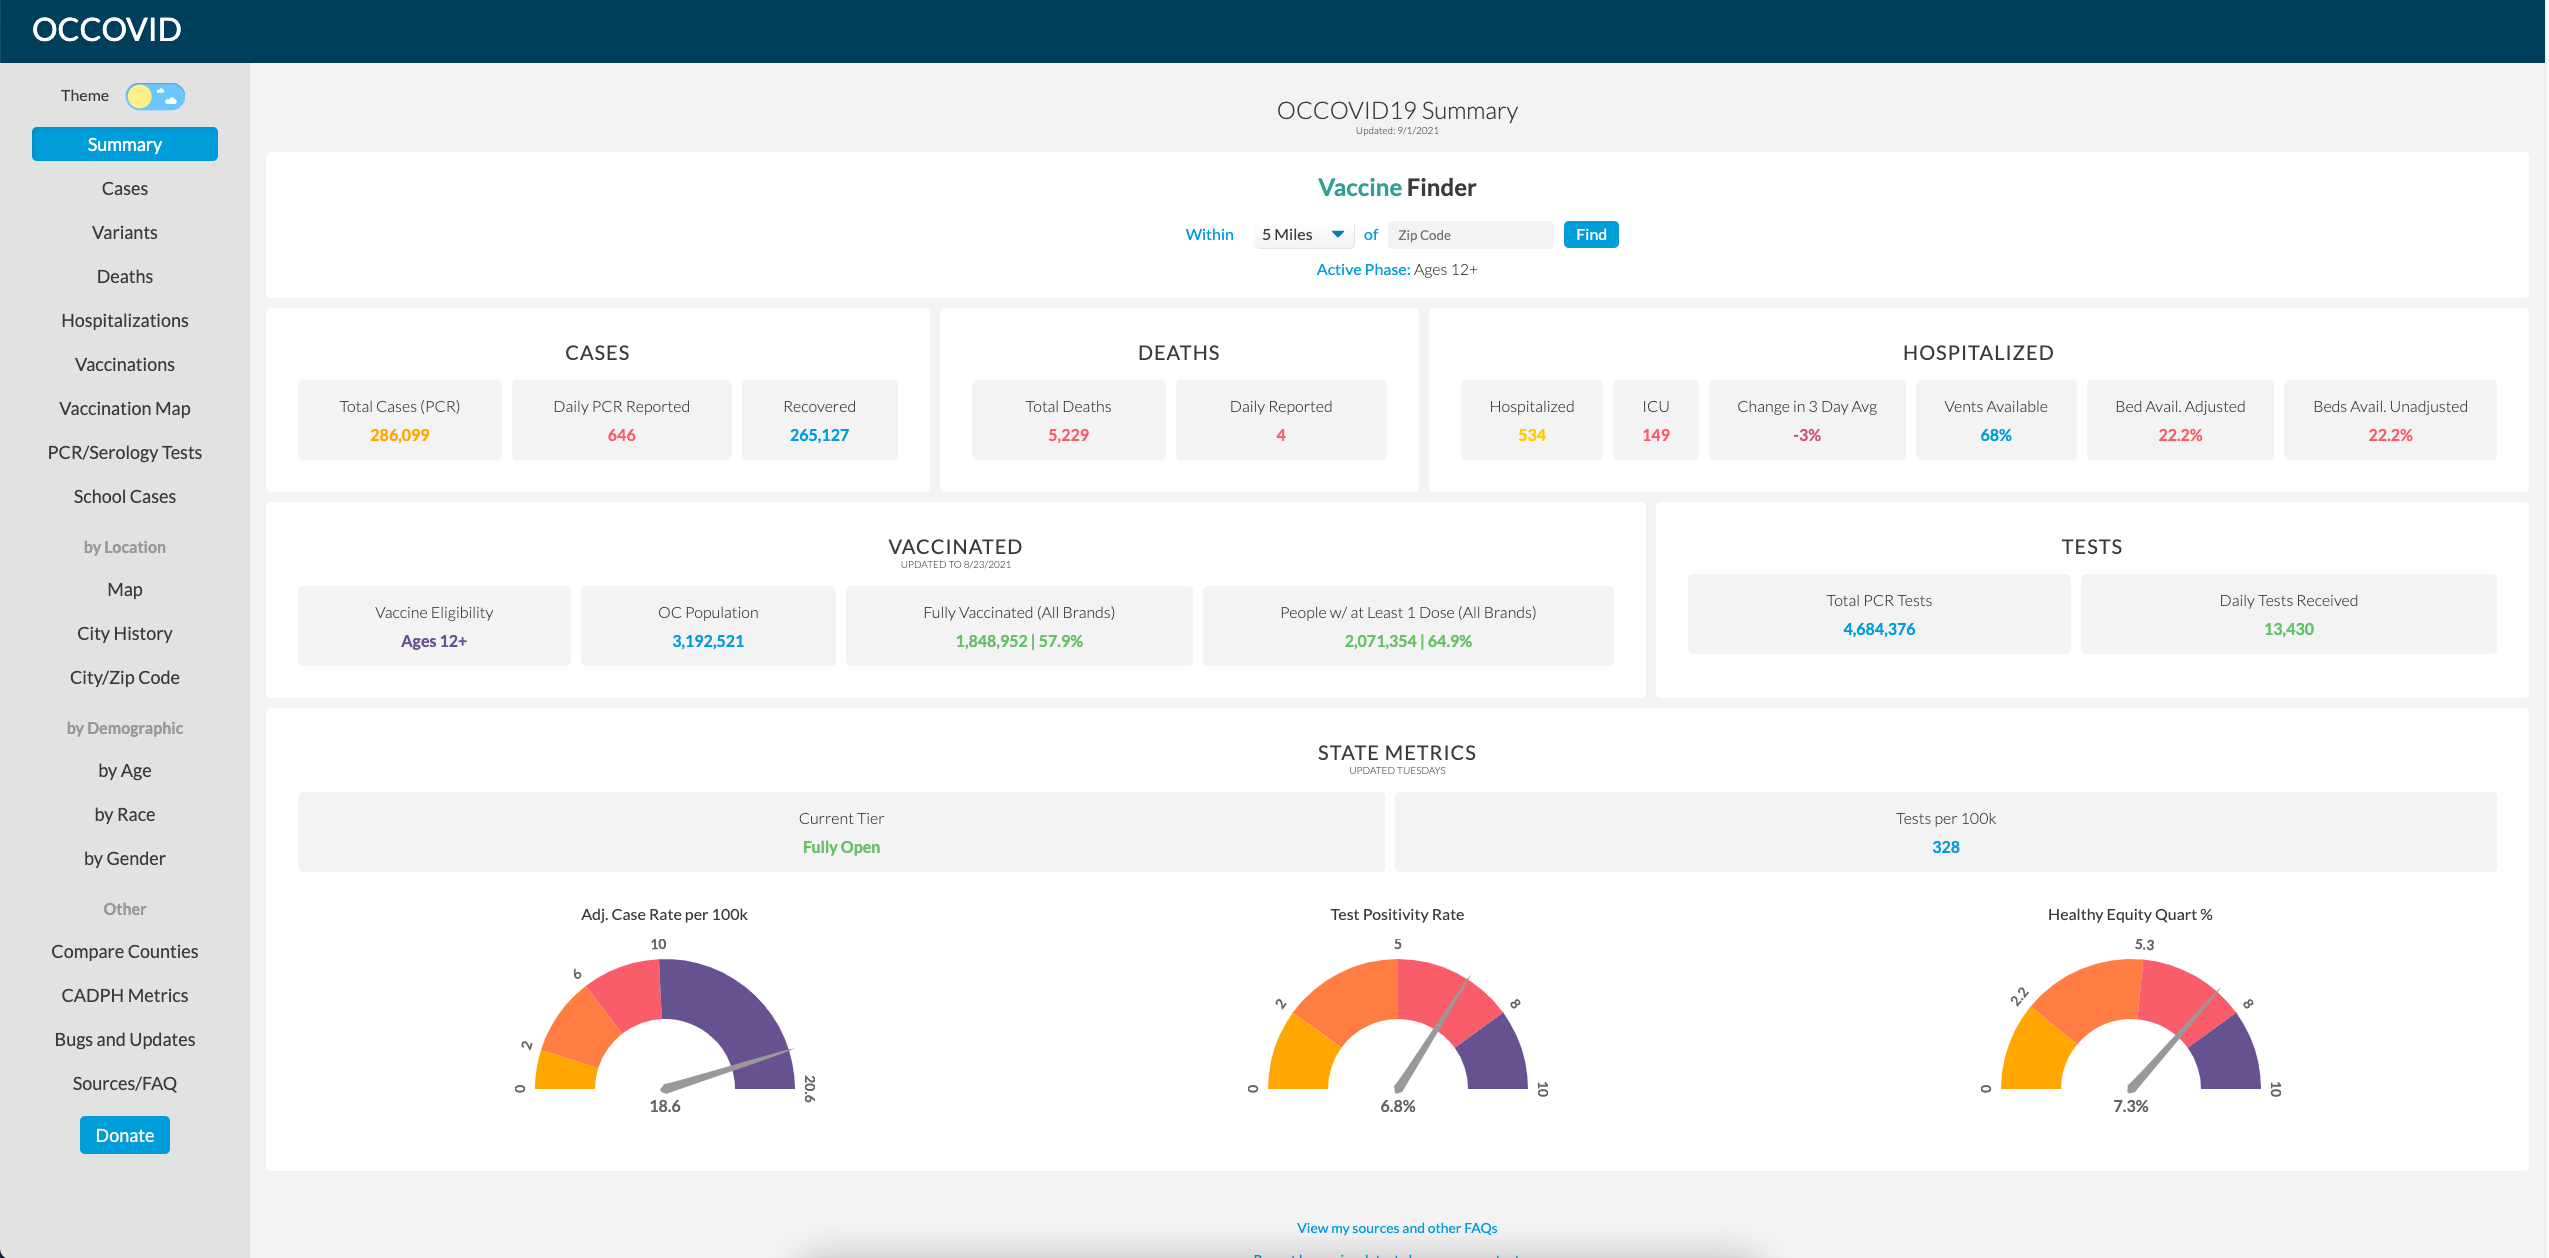 OCCOVID
Theme
Summary
Cases
Variants
Deaths
Hospitalizations
Vaccinations
Vaccination Map
PCR/Serology Tests
School Cases
by Location
Map
City History
City/Zip Code
by Demographic
by Age
by Race
by Gender
Other
Compare Counties
CADPH Metrics
Bugs and Updates
Sources/FAQ
Donate
OCCOVID19 Summary
Updated: 9/1/2021
Vaccine Finder
Within 5 Miles of Zip Code Find
Active Phase: Ages 12+
CASES
Total Cases (PCR)
286,099
Daily PCR Reported
646
Recovered
265,127
DEATHS
Total Deaths
5,229
Daily Reported
4
HOSPITALIZED
Hospitalized
534
ICU
149
Change in 3 Day Avg
-3%
Vents Available
68%
Bed Avail. Adjusted
22.2%
Beds Avail. Unadjusted
22.2%
VACCINATED
UPDATED TO 8/23/2021
Vaccine Eligibility
Ages 12+
OC Population
3,192,521
Fully Vaccinated (All Brands)
1,848,952 | 57.9%
People w/ at Least 1 Dose (All Brands)
2,071,354 | 64.9%
TESTS
Total PCR Tests
4,684,376
Daily Tests Received
13,430
STATE METRICS
UPDATED TUESDAYS
Current Tier
Fully Open
Tests per 100k
328
Adj. Case Rate per 100k
0
2
6
10
20.6
18.6
Test Positivity Rate
0
2
5
8
10
6.8%
Healthy Equity Quart %
0
2.2
5.3
8
10
7.3%
View my sources and other FAQs